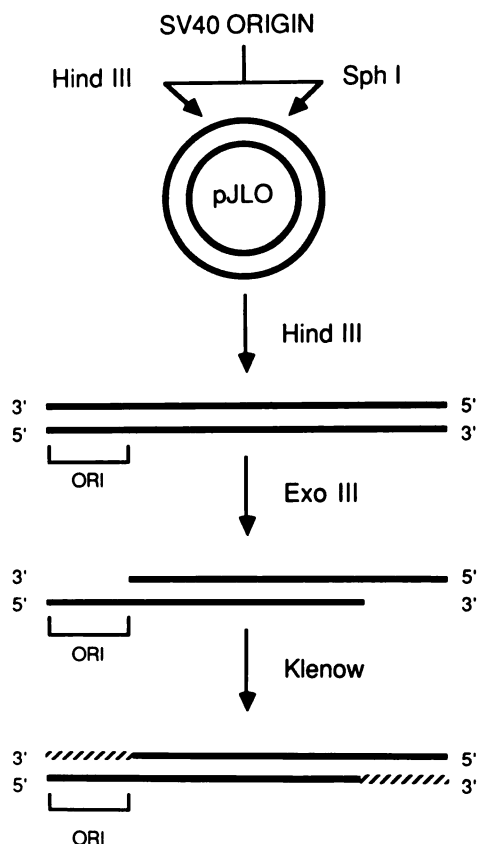 SV40 ORIGIN
Hind III
Sph I
pJLO
Hind III
3' 5'
5' 3'
ORI
Exo III
3' 5'
5' 3'
ORI
Klenow
3' 5'
5' 3'
ORI